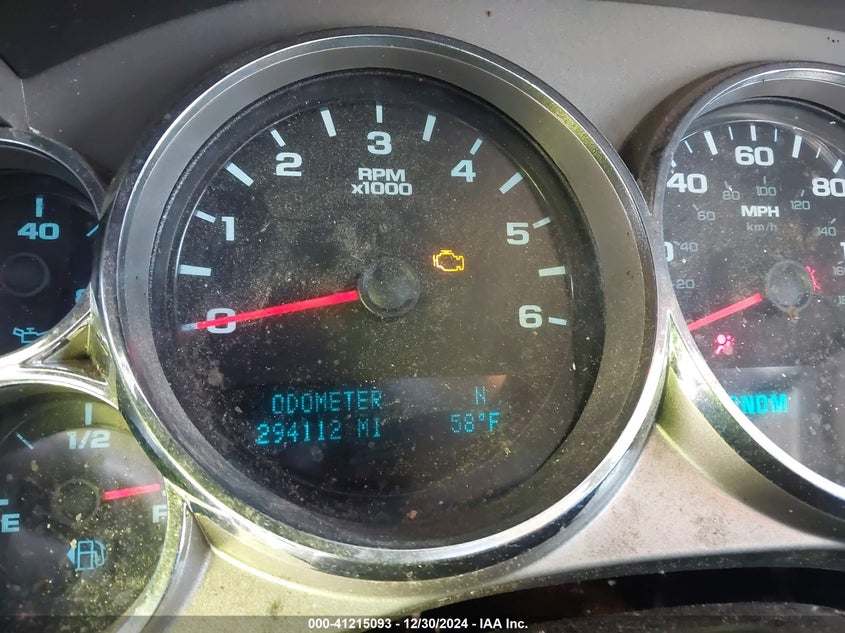 0 1 2 3 4 5 6
RPM
x1000
ODOMETER N
294112 MI 58°F
40
E 1/2 F
40 60 80
20 40 60 80 100 120 140
MPH
km/h
000-41215093 - 12/30/2024 - IAA Inc.